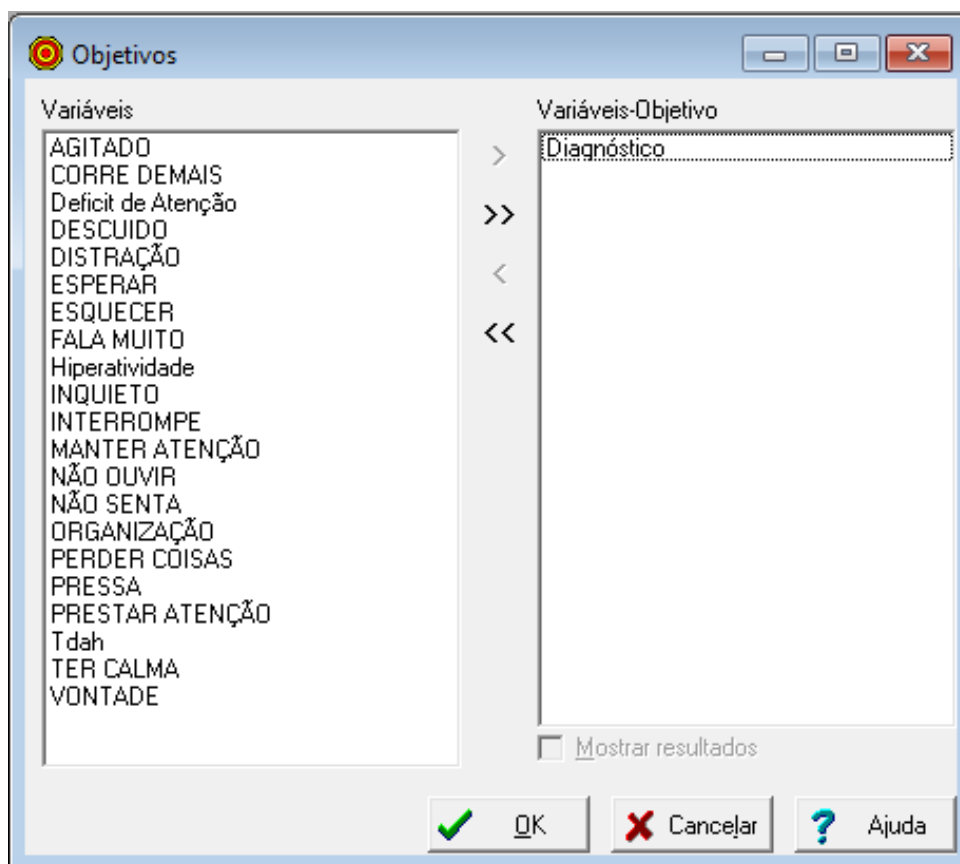 Objetivos
Variáveis
AGITADO
CORRE DEMAIS
Deficit de Atenção
DESCUIDO
DISTRAÇÃO
ESPERAR
ESQUECER
FALA MUITO
Hiperatividade
INQUIETO
INTERROMPE
MANTER ATENÇÃO
NÃO OUVIR
NÃO SENTA
ORGANIZAÇÃO
PERDER COISAS
PRESSA
PRESTAR ATENÇÃO
Tdah
TER CALMA
VONTADE
>
>>
<
<<
Variáveis-Objetivo
Diagnóstico
Mostrar resultados
OK
Cancelar
? Ajuda